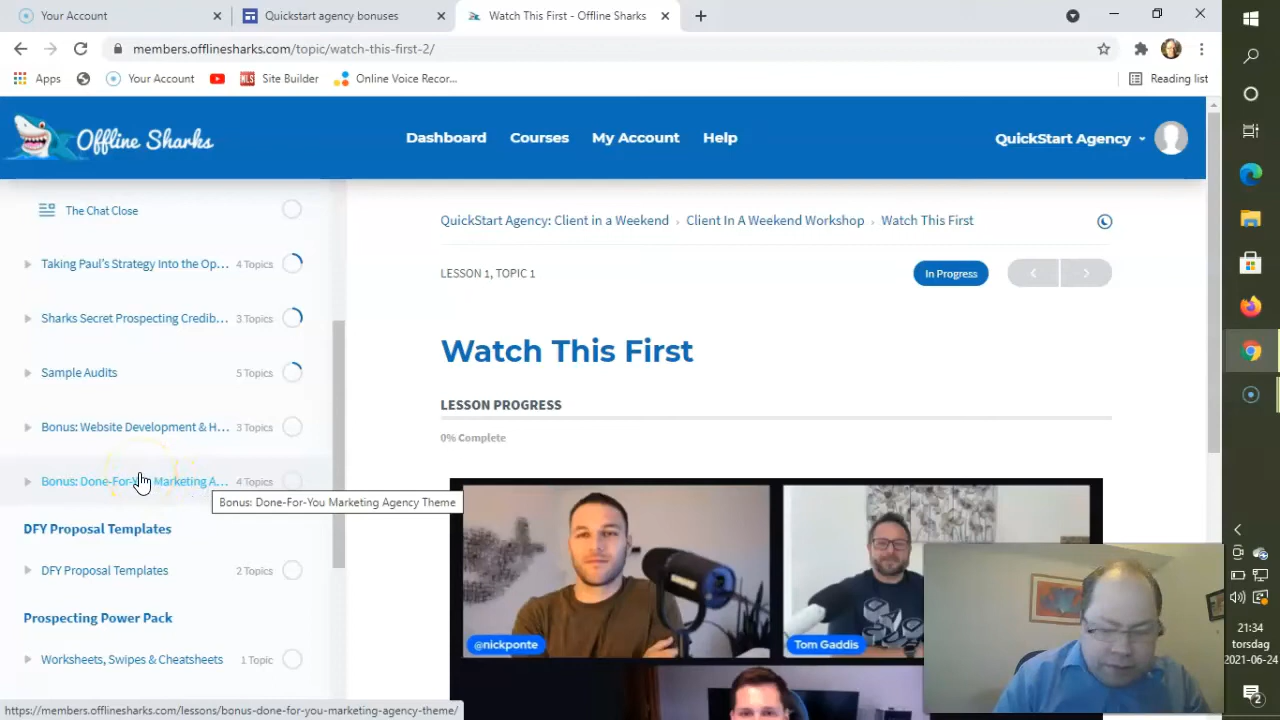 Your Account
Quickstart agency bonuses
Watch This First - Offline Sharks
members.offlinesharks.com/topic/watch-this-first-2/
Apps
Your Account
Site Builder
Online Voice Recor...
Reading list
Offline Sharks
Dashboard
Courses
My Account
Help
QuickStart Agency
The Chat Close
Taking Paul's Strategy Into the Op... 4 Topics
Sharks Secret Prospecting Credib... 3 Topics
Sample Audits 5 Topics
Bonus: Website Development & H... 3 Topics
Bonus: Done-For-You Marketing A... 4 Topics
Bonus: Done-For-You Marketing Agency Theme
DFY Proposal Templates
DFY Proposal Templates 2 Topics
Prospecting Power Pack
Worksheets, Swipes & Cheatsheets 1 Topic
https://members.offlinesharks.com/lessons/bonus-done-for-you-marketing-agency-theme/
QuickStart Agency: Client in a Weekend › Client In A Weekend Workshop › Watch This First
LESSON 1, TOPIC 1
In Progress
Watch This First
LESSON PROGRESS
0% Complete
@nickponte
Tom Gaddis
21:34
torsdag
2021-06-24
2